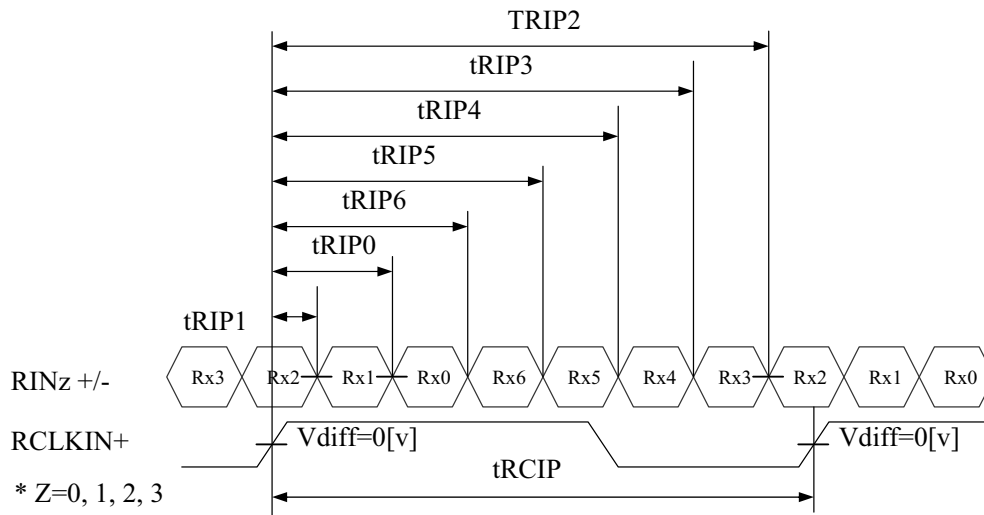 TRIP2
tRIP3
tRIP4
tRIP5
tRIP6
tRIP0
tRIP1
RINz +/- Rx3 Rx2 Rx1 Rx0 Rx6 Rx5 Rx4 Rx3 Rx2 Rx1 Rx0
RCLKIN+ Vdiff=0[v] Vdiff=0[v]
tRCIP
* Z=0, 1, 2, 3